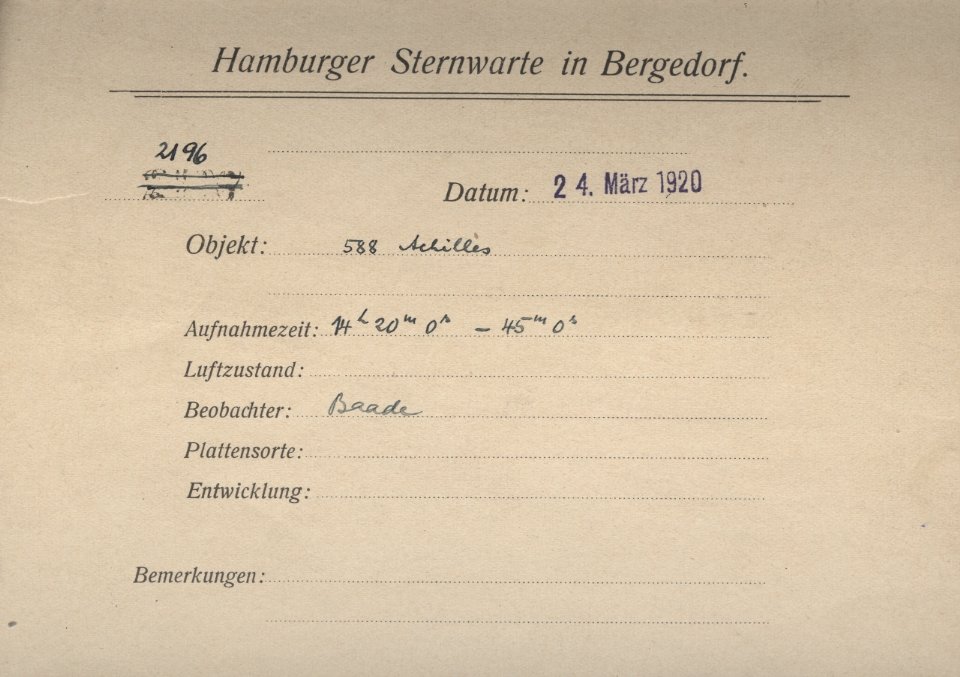 Hamburger Sternwarte in Bergedorf.
2196
Datum: 24. März 1920
Objekt: 588 Achilles
Aufnahmezeit: 14h 20m 0s – 45m 0s
Luftzustand:
Beobachter: Baade
Plattensorte:
Entwicklung:
Bemerkungen: